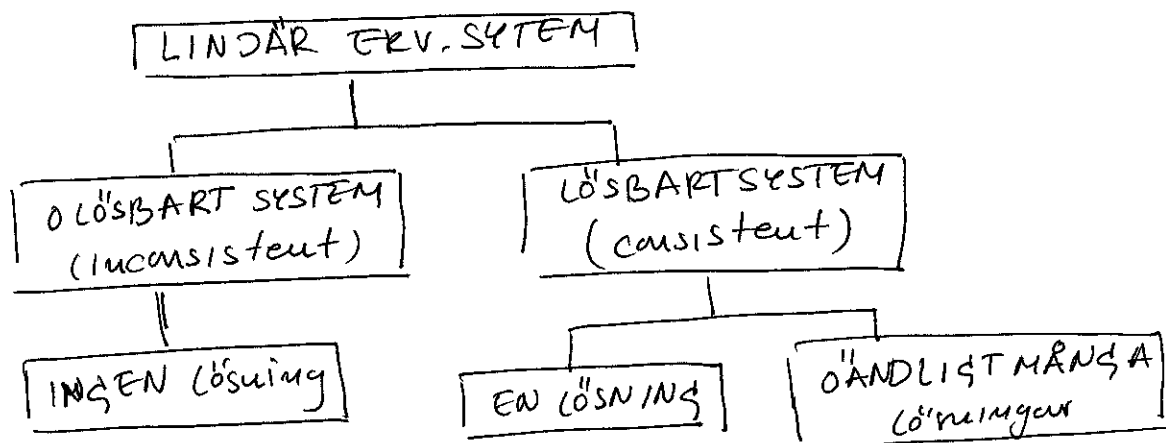 LINJÄR EKV. SYTEM
OLÖSBART SYSTEM
(inconsistent)
LÖSBART SYSTEM
(consistent)
INGEN lösning
EN LÖSNING
OÄNDLIGT MÅNGA
lösningar